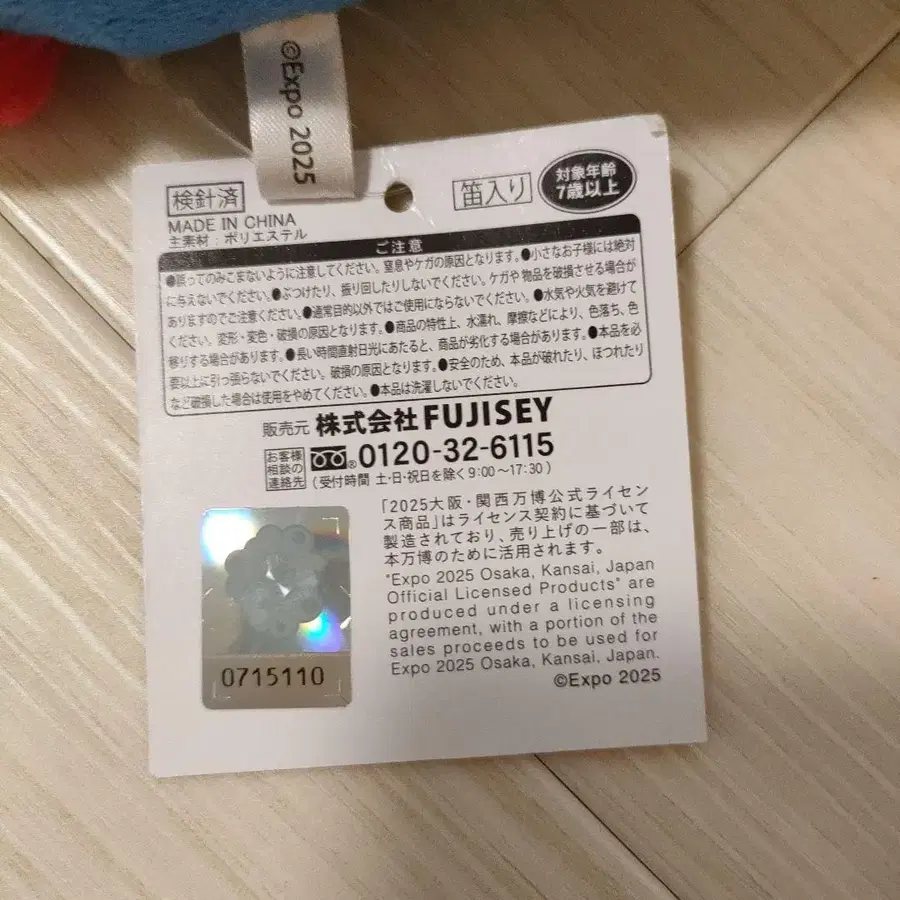 ©Expo 2025
検針済
笛入り
対象年齢
7歳以上
MADE IN CHINA
主素材：ポリエステル
ご注意
●誤ってのみこまないように注意してください。窒息やケガの原因となります。●小さなお子様には絶対
に与えないでください。●ぶつけたり、振り回したりしないでください。ケガや物品を破損させる場合が
ありますのでご注意ください。●通常目的以外ではご使用にならないでください。●水気や火気を避けて
ください。変形・変色・破損の原因となります。●商品の特性上、水濡れ、摩擦などにより、色落ち、色
移りする場合があります。●長い時間直射日光にあたると、商品が劣化する場合があります。●本品を必
要以上に引っ張らないでください。破損の原因となります。●安全のため、本品が破れたり、ほつれたり
など破損した場合は使用をやめてください。●本品は洗濯しないでください。
販売元 株式会社FUJISEY
お客様
相談の
連絡先
® 0120-32-6115
(受付時間 土・日・祝日を除く 9:00〜17:30)
「2025大阪・関西万博公式ライセン
ス商品」はライセンス契約に基づいて
製造されており、売り上げの一部は、
本万博のために活用されます。
"Expo 2025 Osaka, Kansai, Japan
Official Licensed Products" are
produced under a licensing
agreement, with a portion of the
sales proceeds to be used for
Expo 2025 Osaka, Kansai, Japan.
©Expo 2025
0715110